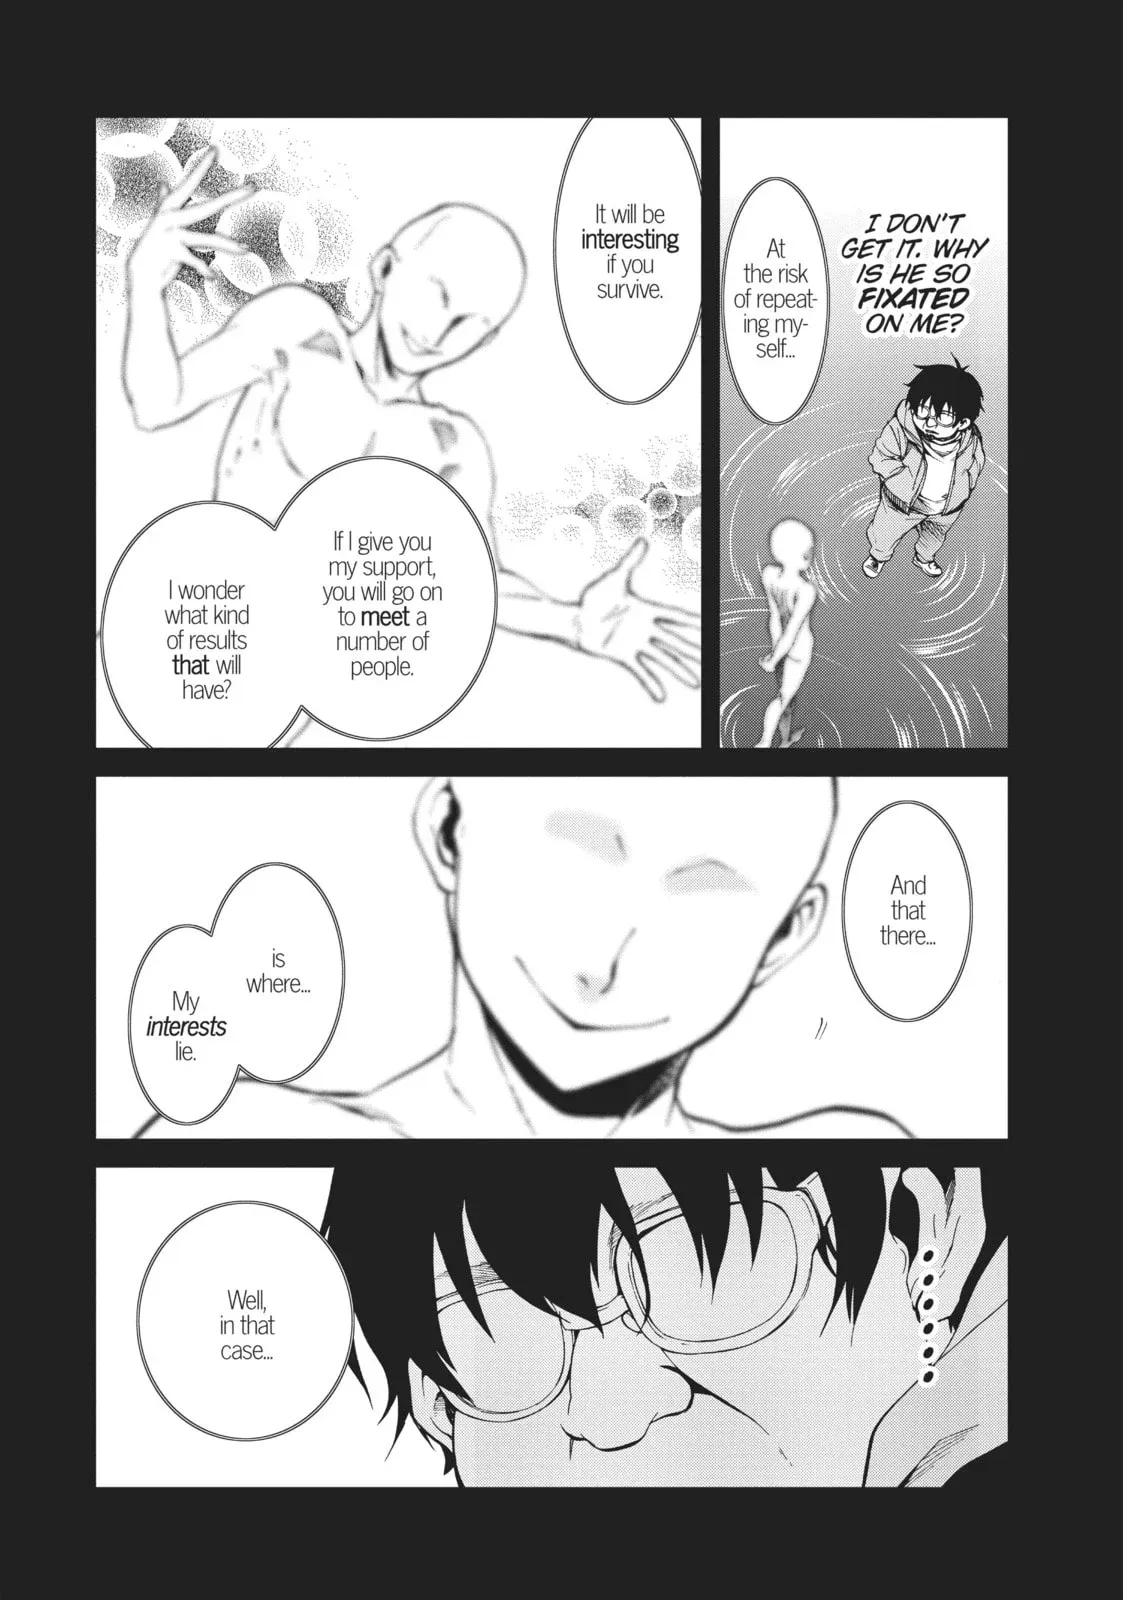 I DON'T
GET IT. WHY
IS HE SO
FIXATED
ON ME?
At
the risk
of repeat-
ing my-
self...
It will be
interesting
if you
survive.
If I give you
my support,
you will go on
to meet a
number of
people.
I wonder
what kind
of results
that will
have?
And
that
there...
is
where...
My
interests
lie.
......
Well,
in that
case...